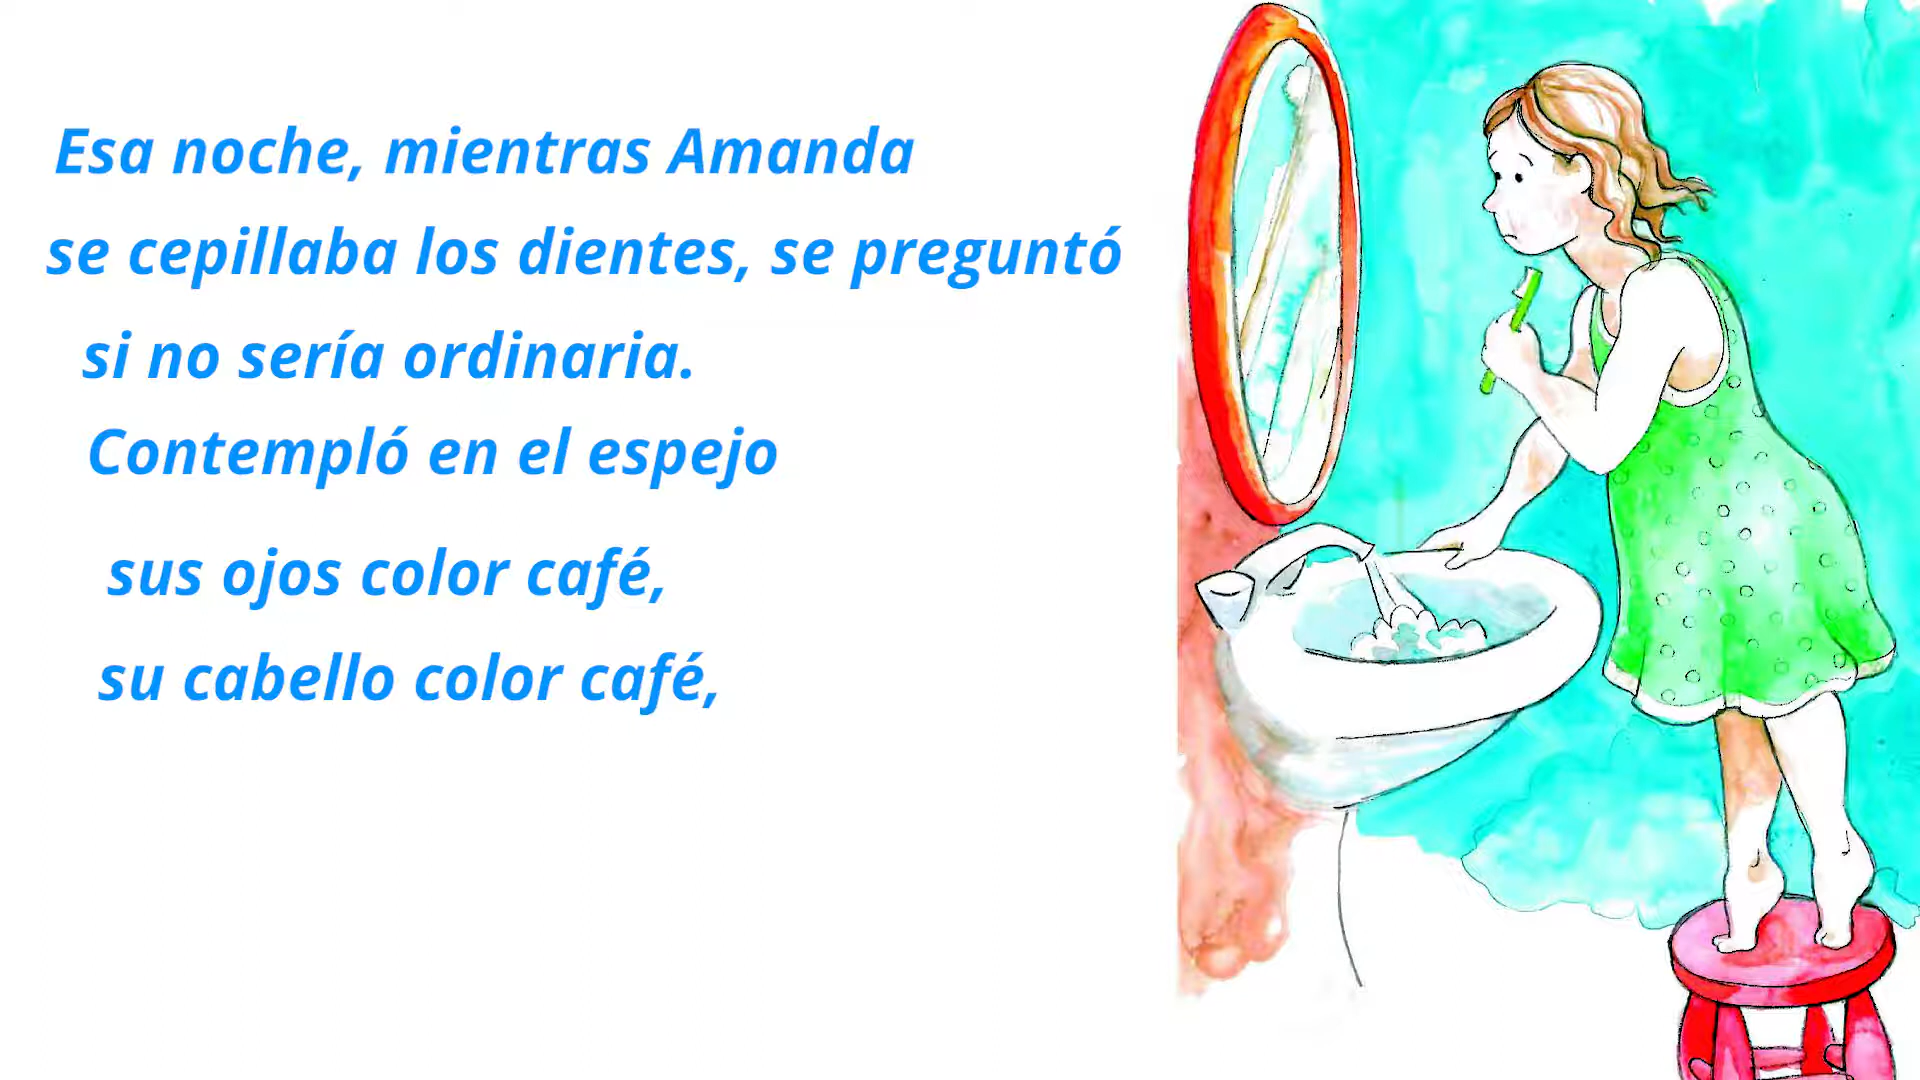 Esa noche, mientras Amanda
se cepillaba los dientes, se preguntó
si no sería ordinaria.
Contempló en el espejo
sus ojos color café,
su cabello color café,